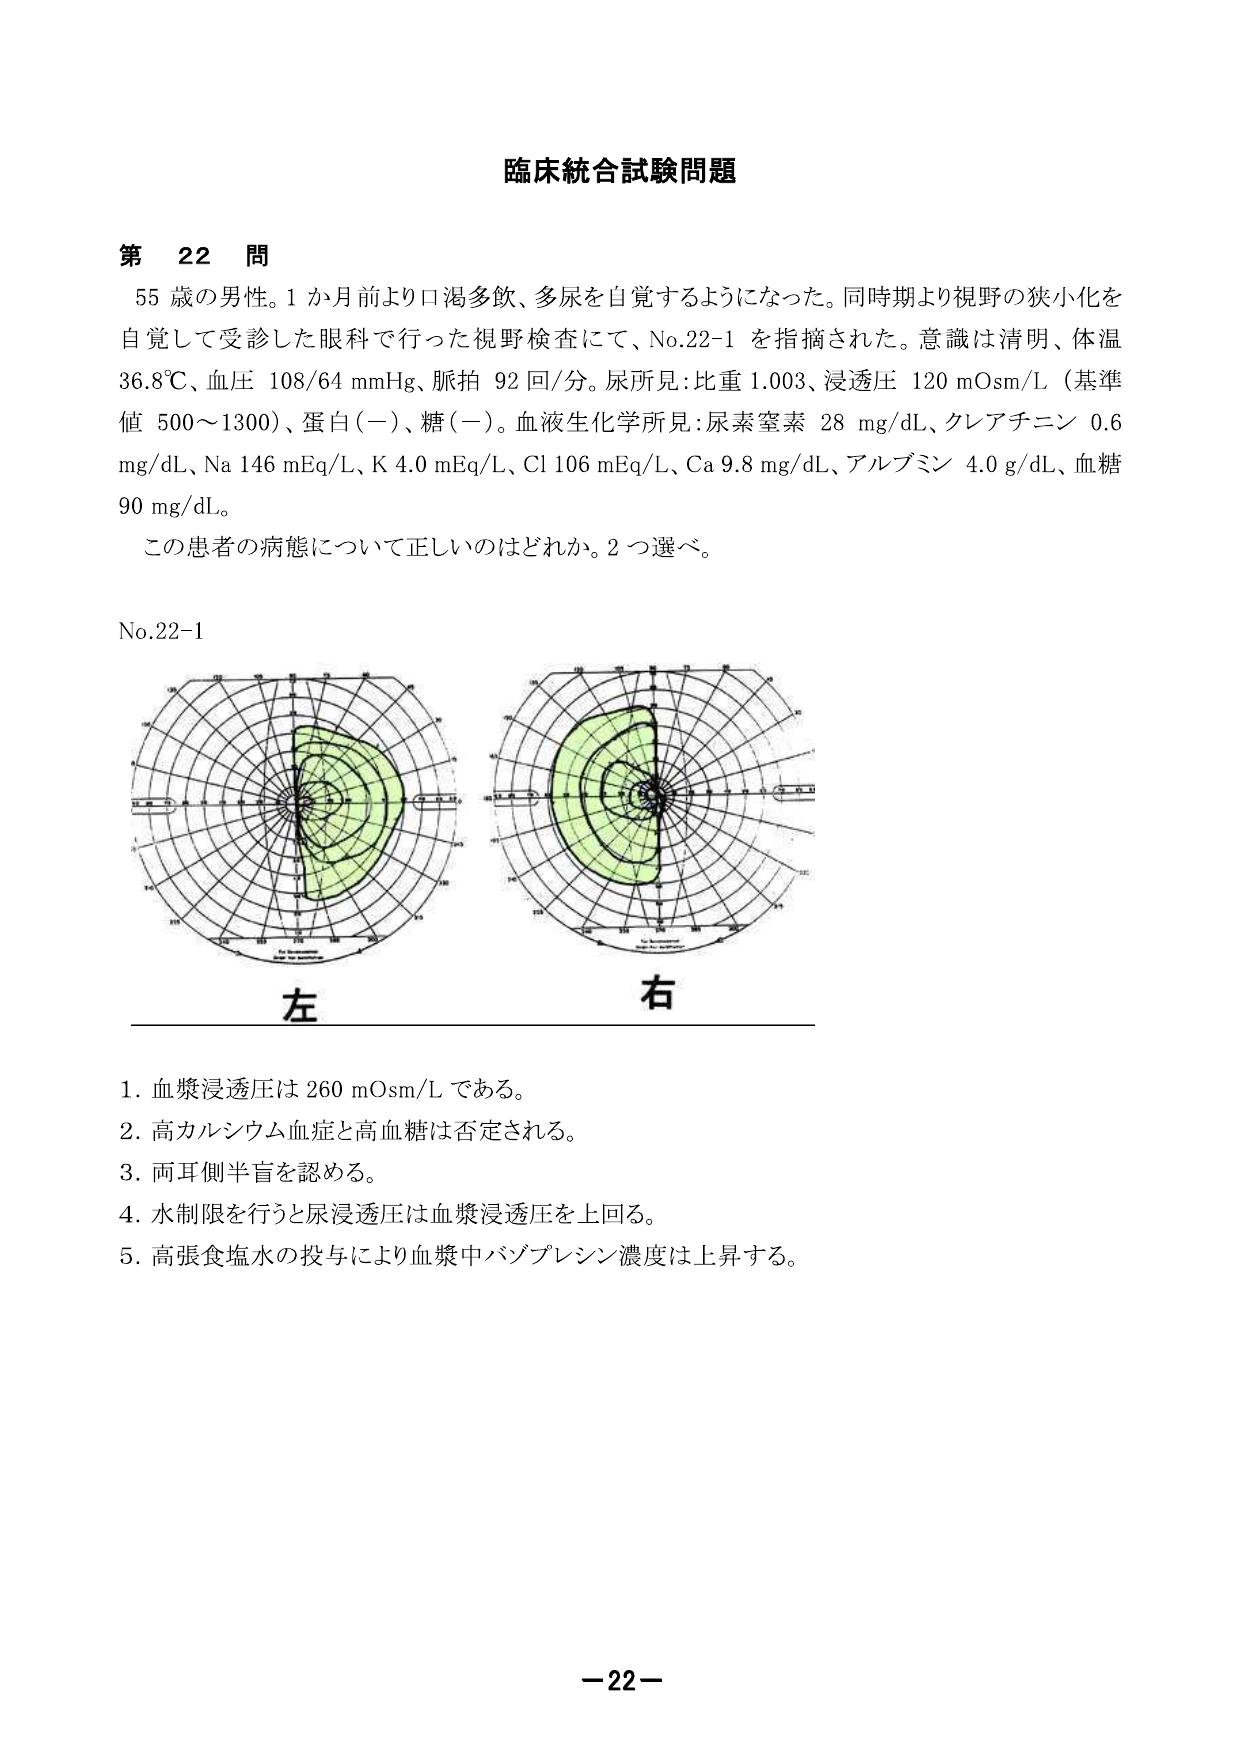 臨床統合試験問題
第 22 問
55 歳の男性。1 か月前より口渇多飲、多尿を自覚するようになった。同時期より視野の狭小化を
自覚して受診した眼科で行った視野検査にて、No.22-1 を指摘された。意識は清明、体温
36.8℃、血圧 108/64 mmHg、脈拍 92 回/分。尿所見:比重 1.003、浸透圧 120 mOsm/L (基準
値 500~1300)、蛋白(-)、糖(-)。血液生化学所見:尿素窒素 28 mg/dL、クレアチニン 0.6
mg/dL、Na 146 mEq/L、K 4.0 mEq/L、Cl 106 mEq/L、Ca 9.8 mg/dL、アルブミン 4.0 g/dL、血糖
90 mg/dL。
この患者の病態について正しいのはどれか。2 つ選べ。
No.22-1
左
右
1. 血漿浸透圧は 260 mOsm/L である。
2. 高カルシウム血症と高血糖は否定される。
3. 両耳側半盲を認める。
4. 水制限を行うと尿浸透圧は血漿浸透圧を上回る。
5. 高張食塩水の投与により血漿中バゾプレシン濃度は上昇する。
-22-